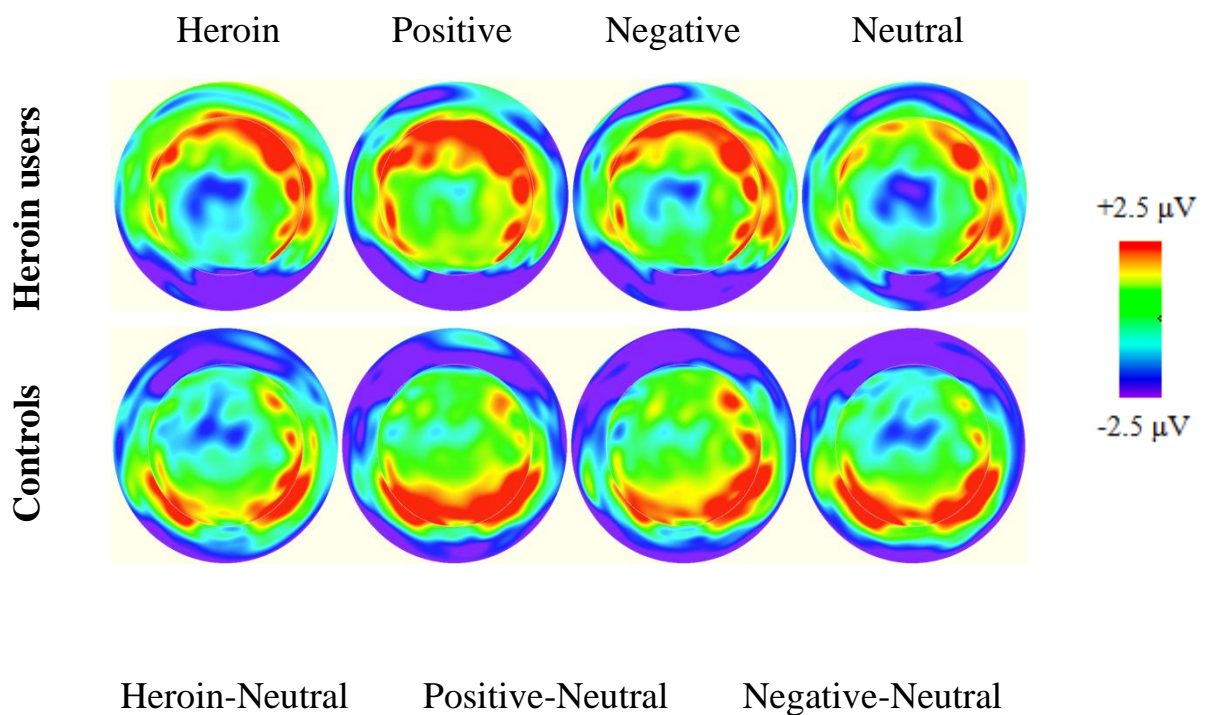 Heroin Positive Negative Neutral
Heroin users
Controls
+2.5 µV
-2.5 µV
Heroin-Neutral Positive-Neutral Negative-Neutral